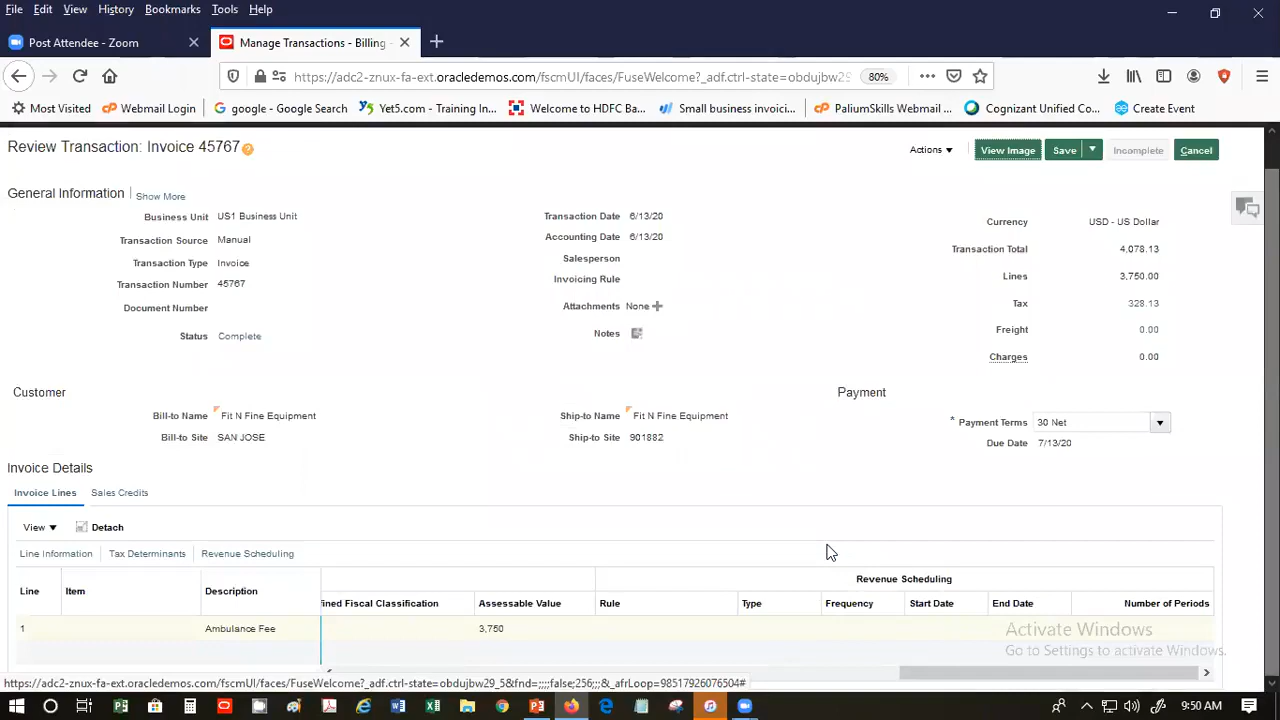 File Edit View History Bookmarks Tools Help
Post Attendee - Zoom
Manage Transactions - Billing -
https://adc2-znux-fa-ext.oracledemos.com/fscmUI/faces/FuseWelcome?_adf.ctrl-state=obdujbw29 80%
Most Visited Webmail Login google - Google Search Yet5.com - Training In... Welcome to HDFC Ba... Small business invoici... PaliumSkills Webmail ... Cognizant Unified Co... Create Event
Review Transaction: Invoice 45767 Actions View Image Save Incomplete Cancel
General Information Show More
Business Unit US1 Business Unit Transaction Date 6/13/20 Currency USD - US Dollar
Transaction Source Manual Accounting Date 6/13/20 Transaction Total 4,078.13
Transaction Type Invoice Salesperson Lines 3,750.00
Transaction Number 45767 Invoicing Rule Tax 328.13
Document Number Attachments None Freight 0.00
Status Complete Notes Charges 0.00
Customer Payment
Bill-to Name Fit N Fine Equipment Ship-to Name Fit N Fine Equipment * Payment Terms 30 Net
Bill-to Site SAN JOSE Ship-to Site 901882 Due Date 7/13/20
Invoice Details
Invoice Lines Sales Credits
View Detach
Line Information Tax Determinants Revenue Scheduling
Revenue Scheduling
Line Item Description ined Fiscal Classification Assessable Value Rule Type Frequency Start Date End Date Number of Periods
1 Ambulance Fee 3,750
Activate Windows
Go to Settings to activate Windows.
https://adc2-znux-fa-ext.oracledemos.com/fscmUI/faces/FuseWelcome?_adf.ctrl-state=obdujbw29_5&fnd=;;;;false;256;;;&_afrLoop=98517926076504#
9:50 AM